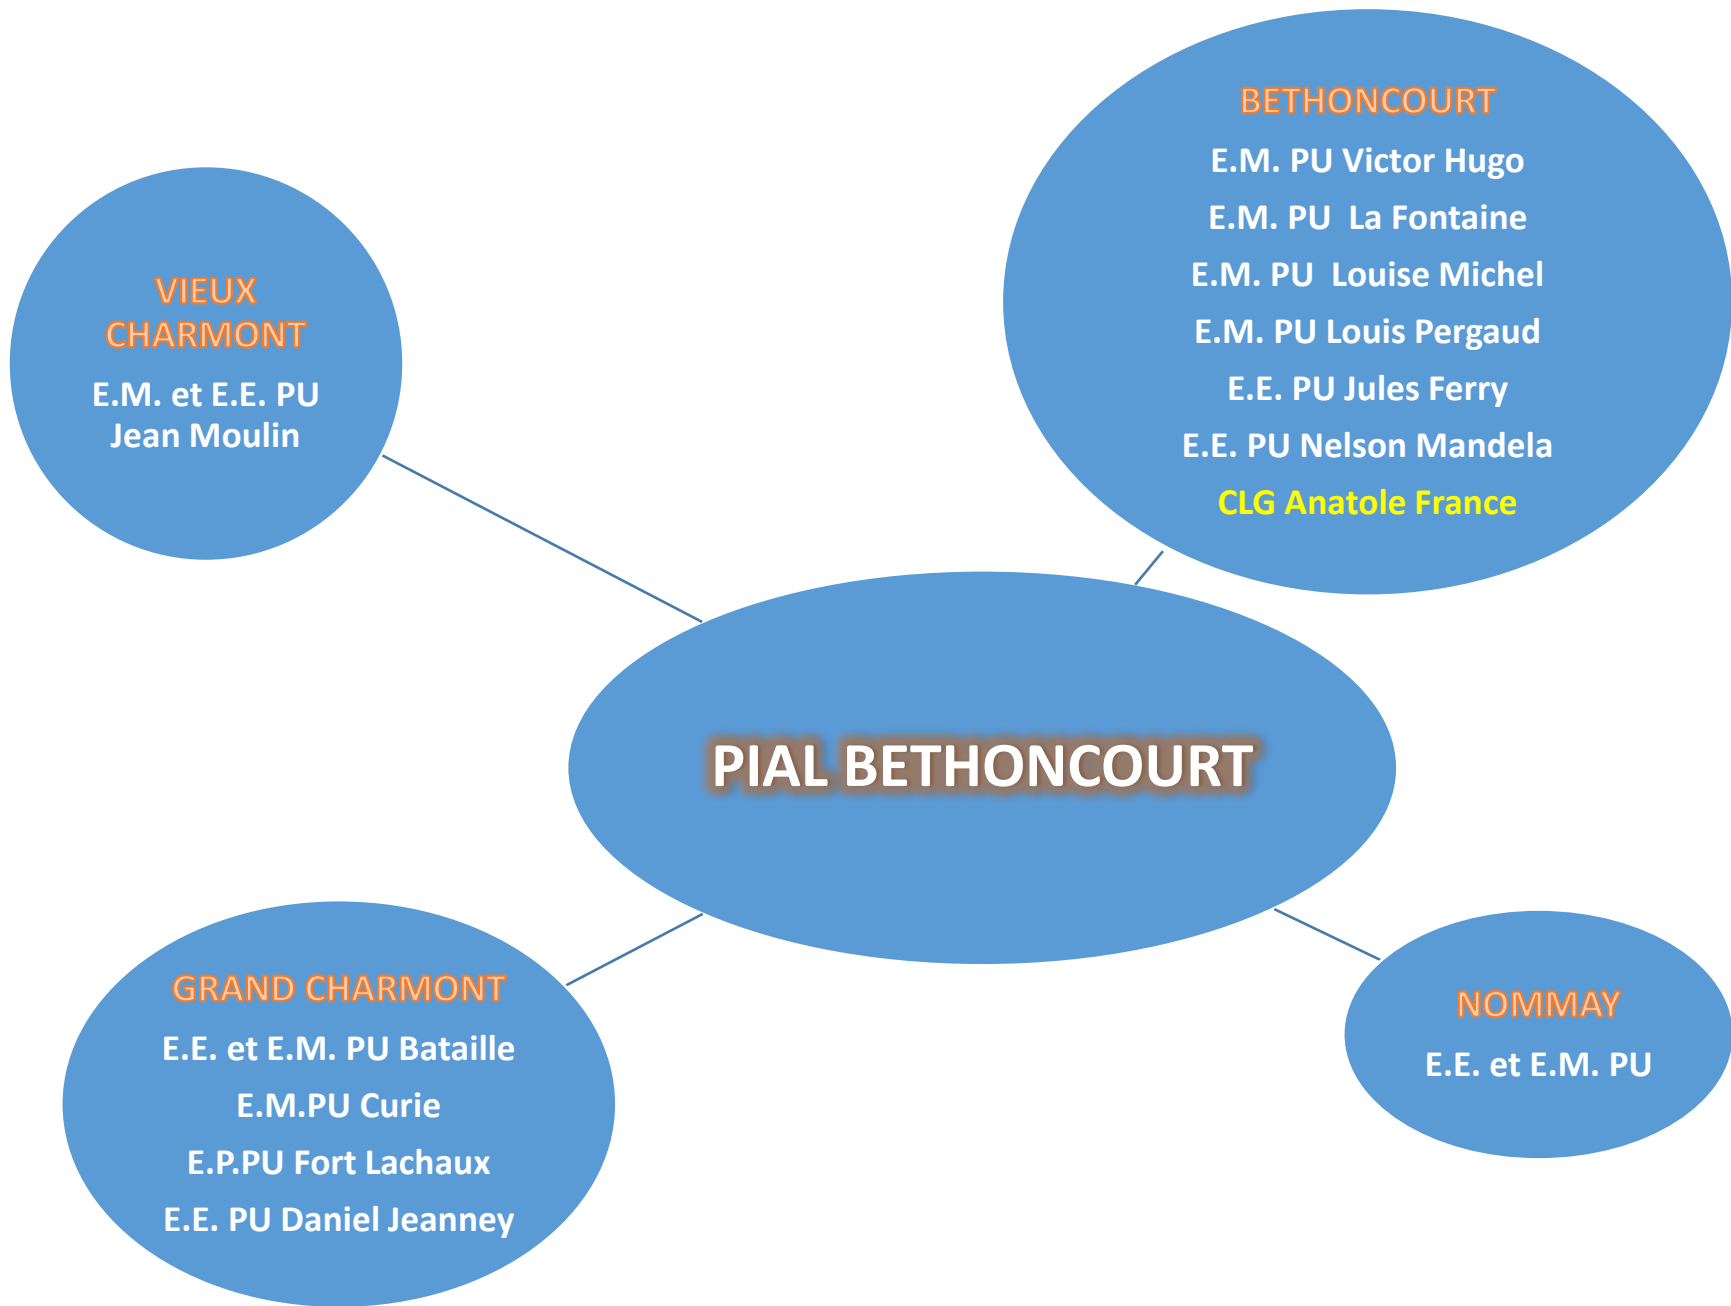 BETHONCOURT
E.M. PU Victor Hugo
E.M. PU  La Fontaine
E.M. PU  Louise Michel
E.M. PU Louis Pergaud
E.E. PU Jules Ferry
E.E. PU Nelson Mandela
CLG Anatole France
VIEUX
CHARMONT
E.M. et E.E. PU
Jean Moulin
PIAL BETHONCOURT
GRAND CHARMONT
E.E. et E.M. PU Bataille
E.M.PU Curie
E.P.PU Fort Lachaux
E.E. PU Daniel Jeanney
NOMMAY
E.E. et E.M. PU